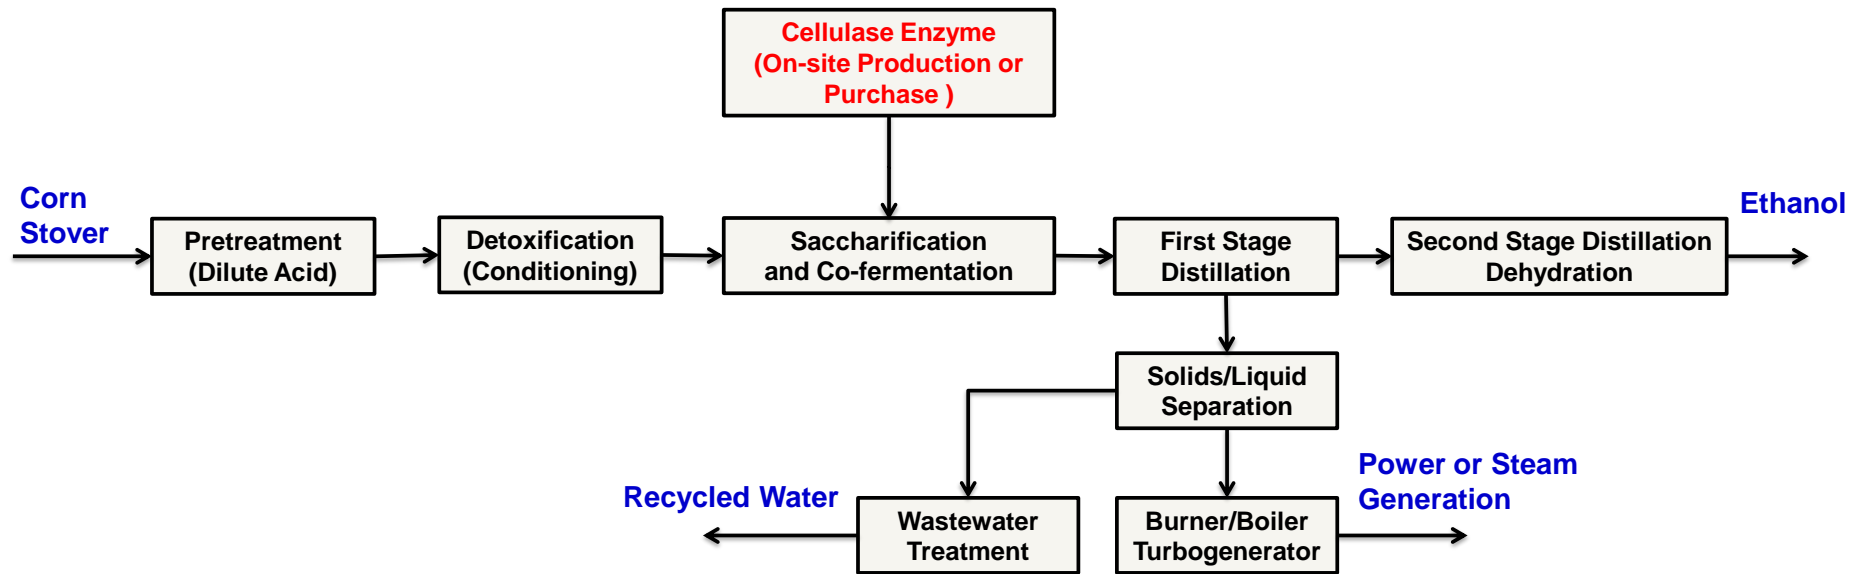 Cellulase Enzyme
(On-site Production or
Purchase )
Corn
Stover
Pretreatment
(Dilute Acid)
Detoxification
(Conditioning)
Saccharification
and Co-fermentation
First Stage
Distillation
Second Stage Distillation
Dehydration
Ethanol
Solids/Liquid
Separation
Recycled Water
Wastewater
Treatment
Burner/Boiler
Turbogenerator
Power or Steam
Generation